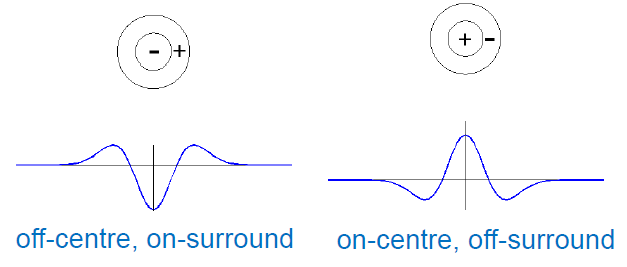 - +
+ -
off-centre, on-surround
on-centre, off-surround